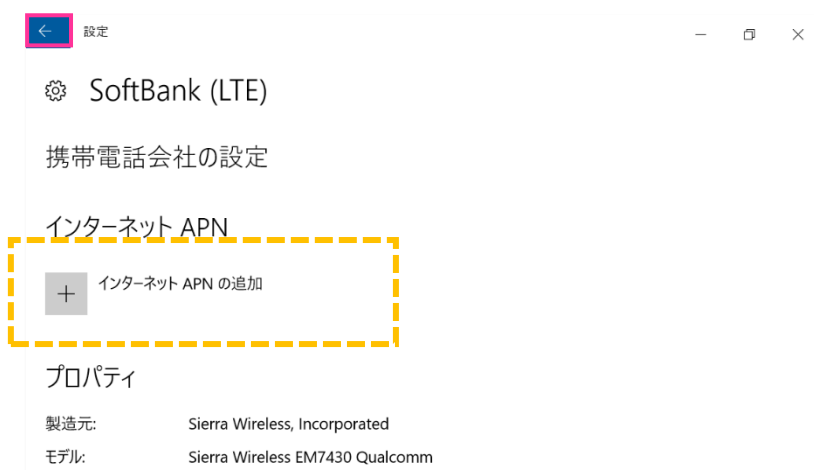 設定
SoftBank (LTE)
携帯電話会社の設定
インターネット APN
インターネット APN の追加
プロパティ
製造元: Sierra Wireless, Incorporated
モデル: Sierra Wireless EM7430 Qualcomm